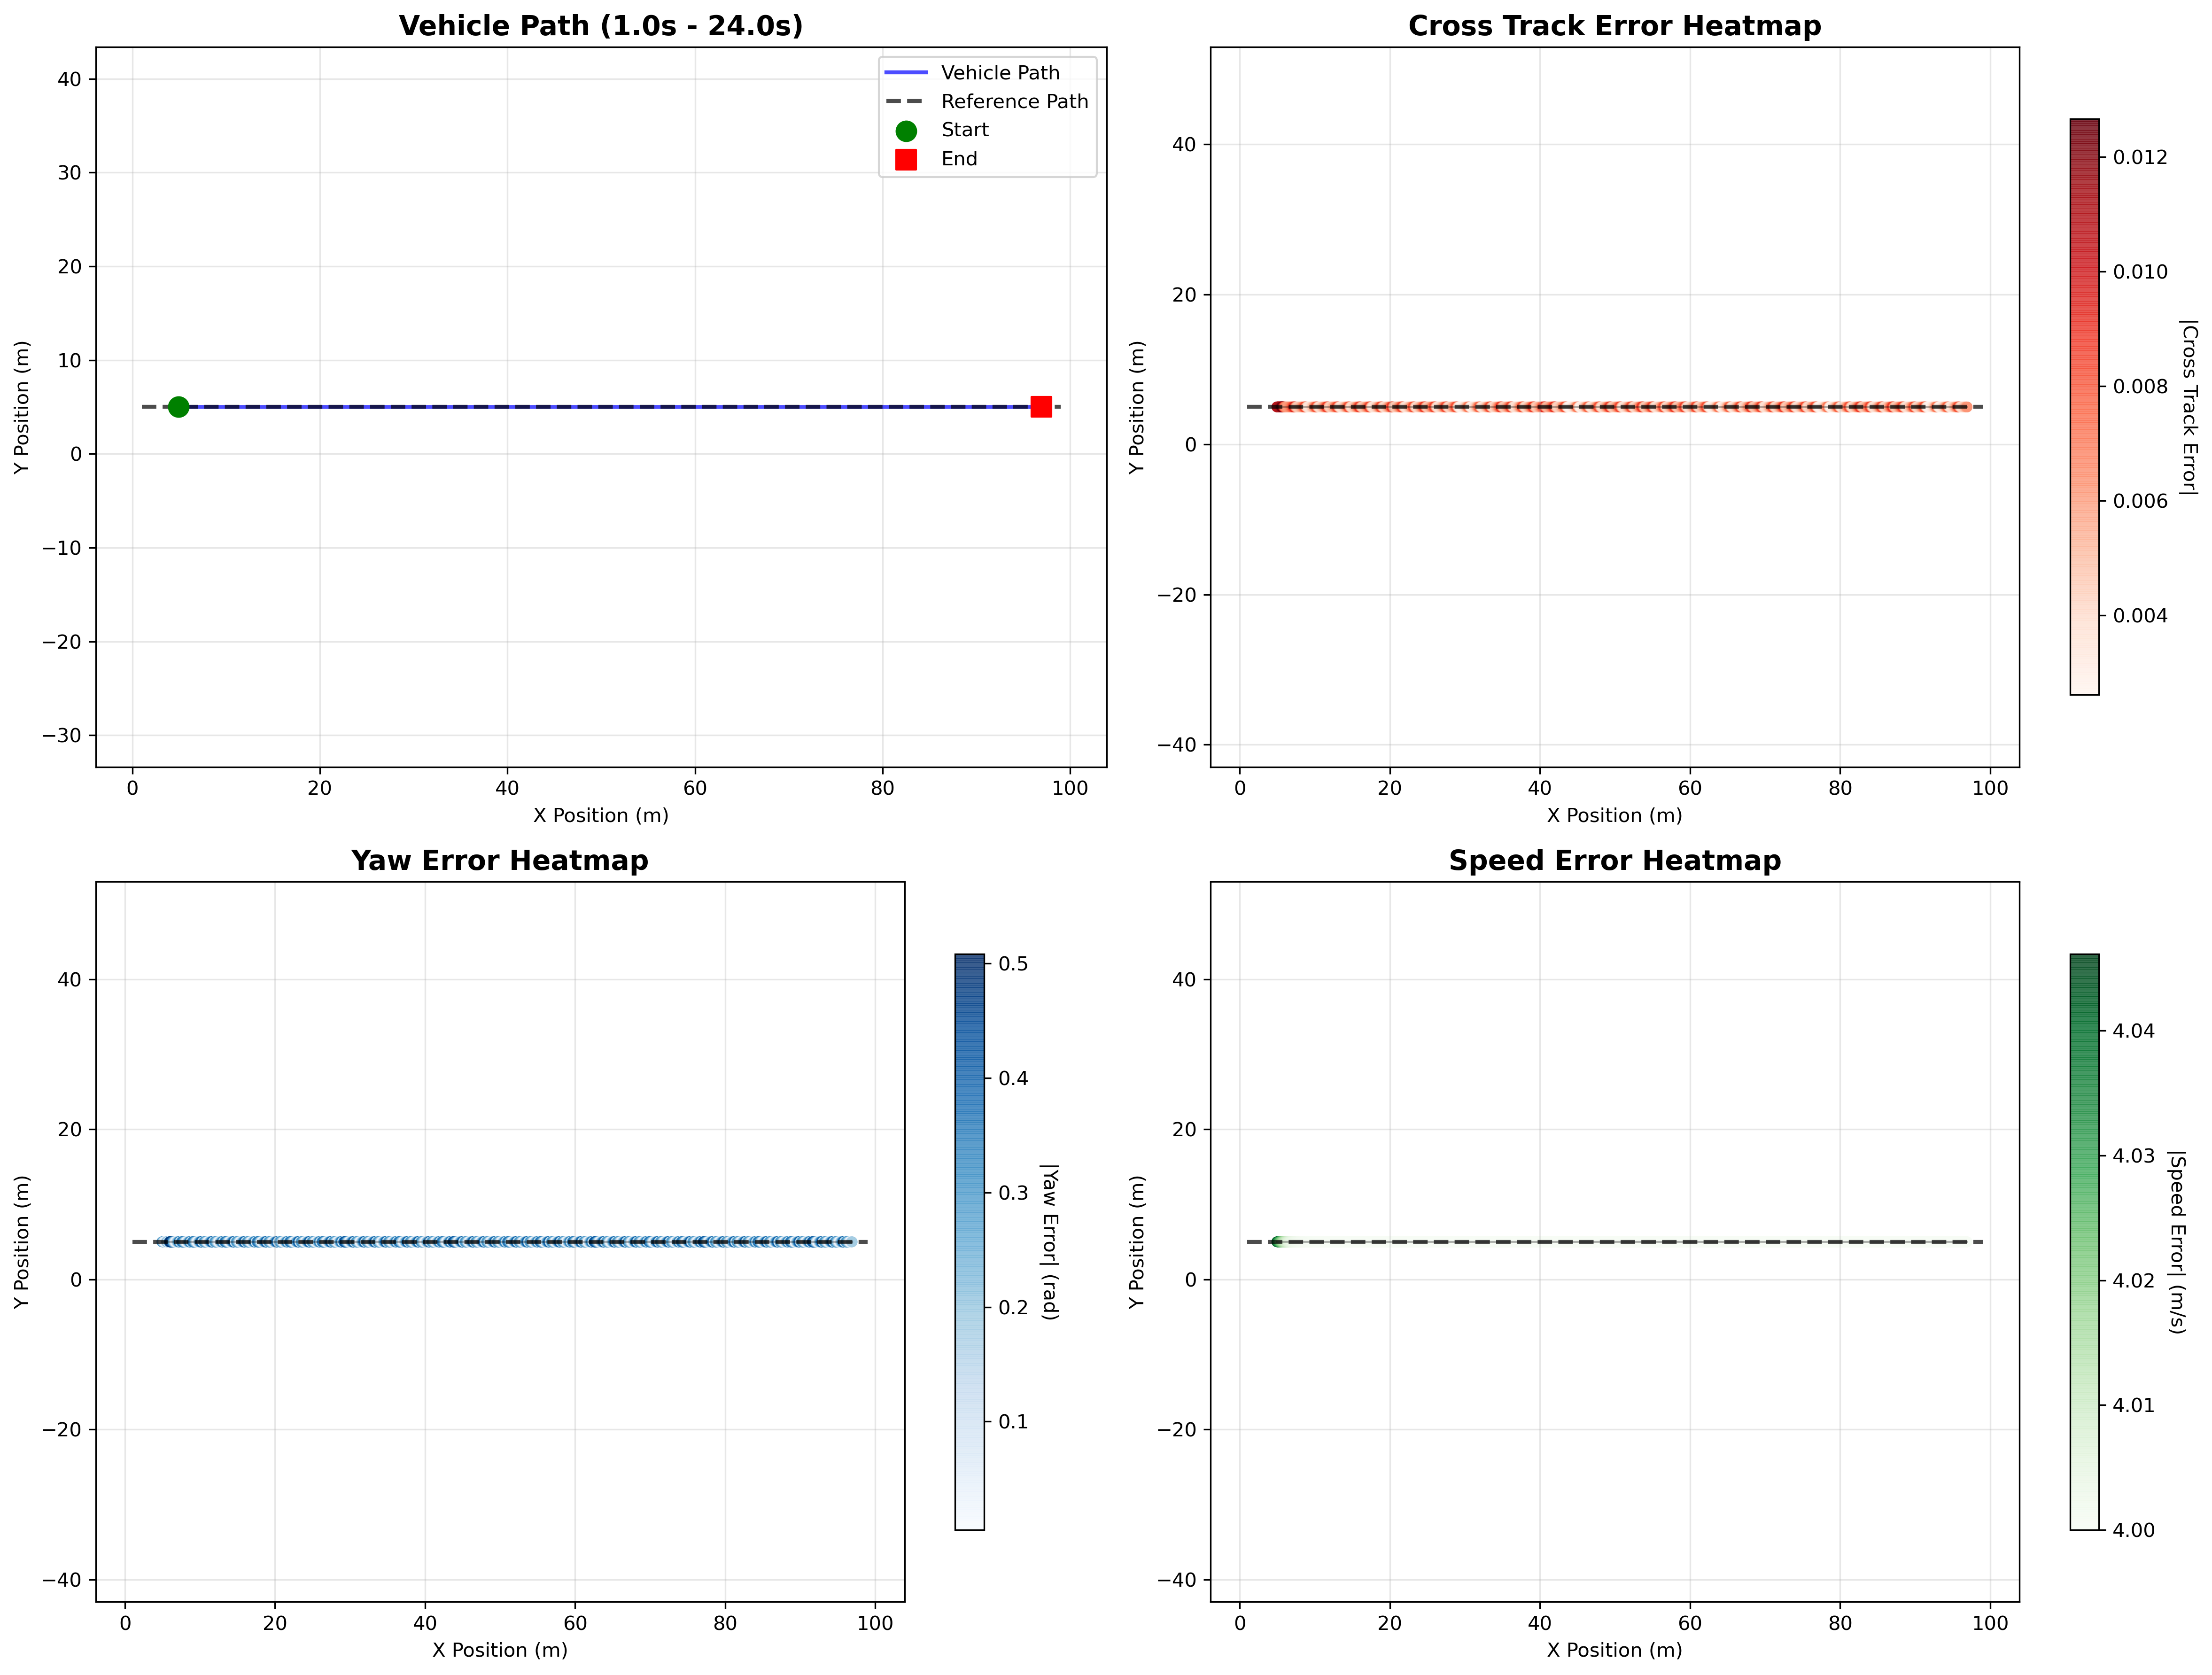 Vehicle Path (1.0s - 24.0s)
Y Position (m)
40
30
20
10
0
−10
−20
−30
0 20 40 60 80 100
X Position (m)
Vehicle Path
Reference Path
Start
End
Cross Track Error Heatmap
Y Position (m)
40
20
0
−20
−40
0 20 40 60 80 100
X Position (m)
0.012
0.010
0.008
0.006
0.004
|Cross Track Error|
Yaw Error Heatmap
Y Position (m)
40
20
0
−20
−40
0 20 40 60 80 100
X Position (m)
0.5
0.4
0.3
0.2
0.1
|Yaw Error| (rad)
Speed Error Heatmap
Y Position (m)
40
20
0
−20
−40
0 20 40 60 80 100
X Position (m)
4.04
4.03
4.02
4.01
4.00
|Speed Error| (m/s)